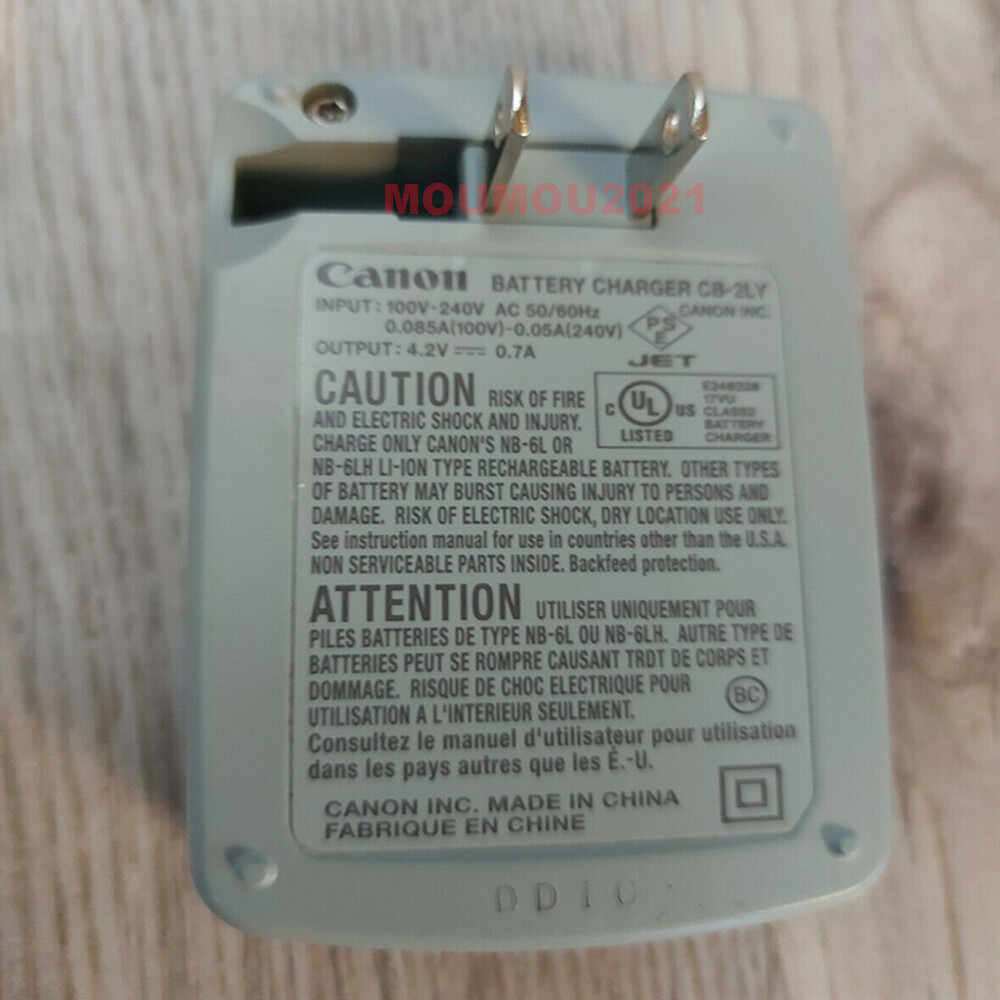 MOUMOU2021
Canon BATTERY CHARGER CB-2LY
INPUT: 100V-240V AC 50/60Hz
0.085A(100V)-0.05A(240V)
PSE
CANON INC.
OUTPUT: 4.2V ⎓ 0.7A
JET
CAUTION RISK OF FIRE
AND ELECTRIC SHOCK AND INJURY.
CHARGE ONLY CANON'S NB-6L OR
C UL US
LISTED
E248028
17VU
CLASS2
BATTERY
CHARGER
NB-6LH LI-ION TYPE RECHARGEABLE BATTERY. OTHER TYPES
OF BATTERY MAY BURST CAUSING INJURY TO PERSONS AND
DAMAGE. RISK OF ELECTRIC SHOCK, DRY LOCATION USE ONLY.
See instruction manual for use in countries other than the U.S.A.
NON SERVICEABLE PARTS INSIDE. Backfeed protection.
ATTENTION UTILISER UNIQUEMENT POUR
PILES BATTERIES DE TYPE NB-6L OU NB-6LH. AUTRE TYPE DE
BATTERIES PEUT SE ROMPRE CAUSANT TRDT DE CORPS ET
DOMMAGE. RISQUE DE CHOC ELECTRIQUE POUR
UTILISATION A L'INTERIEUR SEULEMENT.
BC
Consultez le manuel d'utilisateur pour utilisation
dans les pays autres que les É.-U.
CANON INC. MADE IN CHINA
FABRIQUE EN CHINE
DDIC